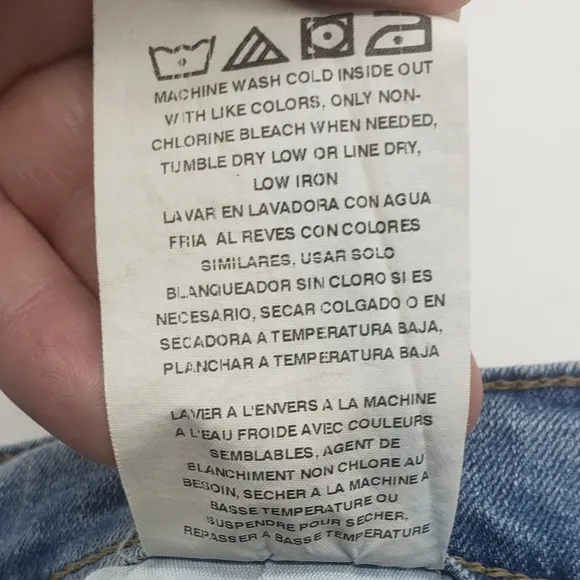 MACHINE WASH COLD INSIDE OUT
WITH LIKE COLORS, ONLY NON-
CHLORINE BLEACH WHEN NEEDED,
TUMBLE DRY LOW OR LINE DRY,
LOW IRON
LAVAR EN LAVADORA CON AGUA
FRIA AL REVES CON COLORES
SIMILARES, USAR SOLO
BLANQUEADOR SIN CLORO SI ES
NECESARIO, SECAR COLGADO O EN
SECADORA A TEMPERATURA BAJA,
PLANCHAR A TEMPERATURA BAJA
LAVER A L'ENVERS A LA MACHINE
A L'EAU FROIDE AVEC COULEURS
SEMBLABLES, AGENT DE
BLANCHIMENT NON CHLORE AU
BESOIN, SECHER A LA MACHINE A
BASSE TEMPERATURE OU
SUSPENDRE POUR SECHER,
REPASSER A BASSE TEMPERATURE